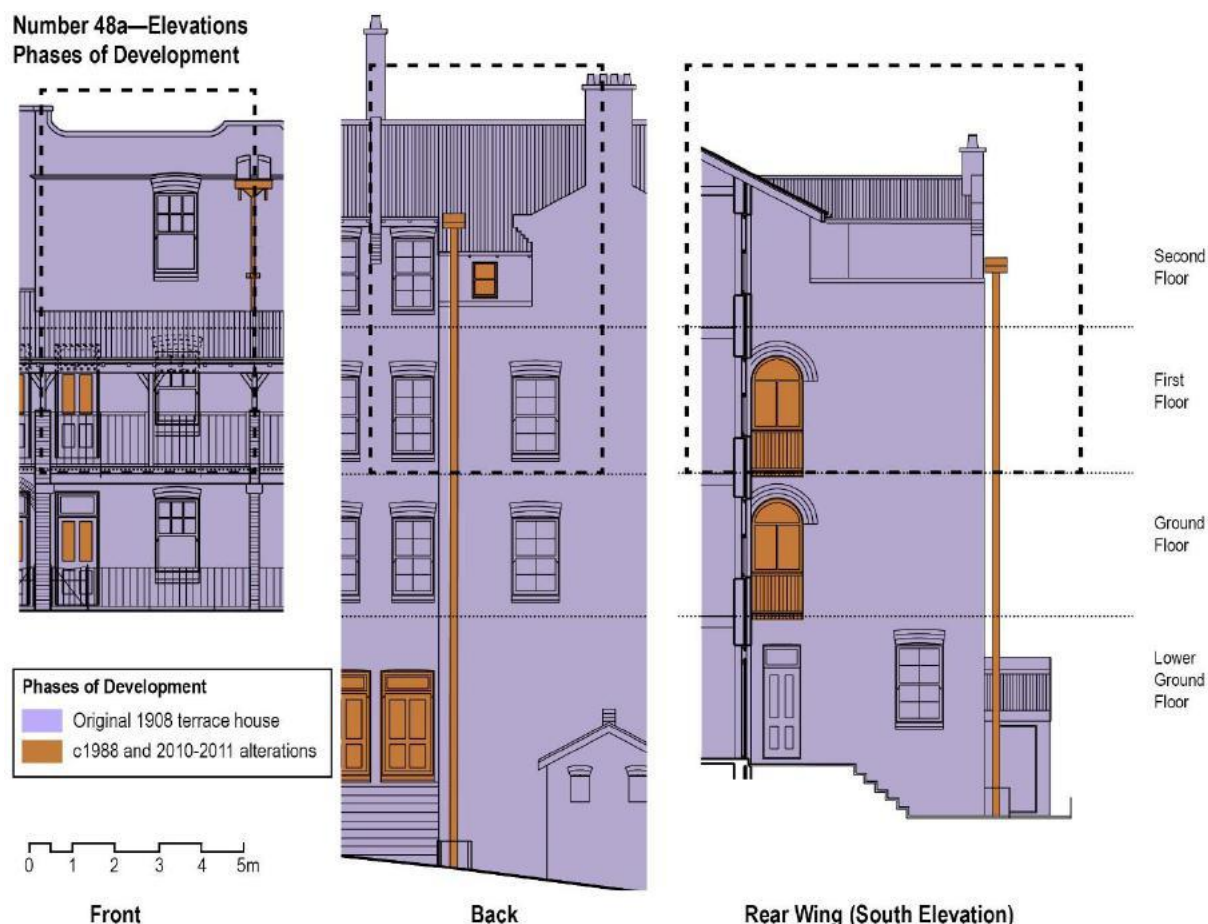 Number 48a—Elevations
Phases of Development
Second
Floor
First
Floor
Ground
Floor
Lower
Ground
Floor
Phases of Development
Original 1908 terrace house
c1988 and 2010-2011 alterations
0 1 2 3 4 5m
Front
Back
Rear Wing (South Elevation)